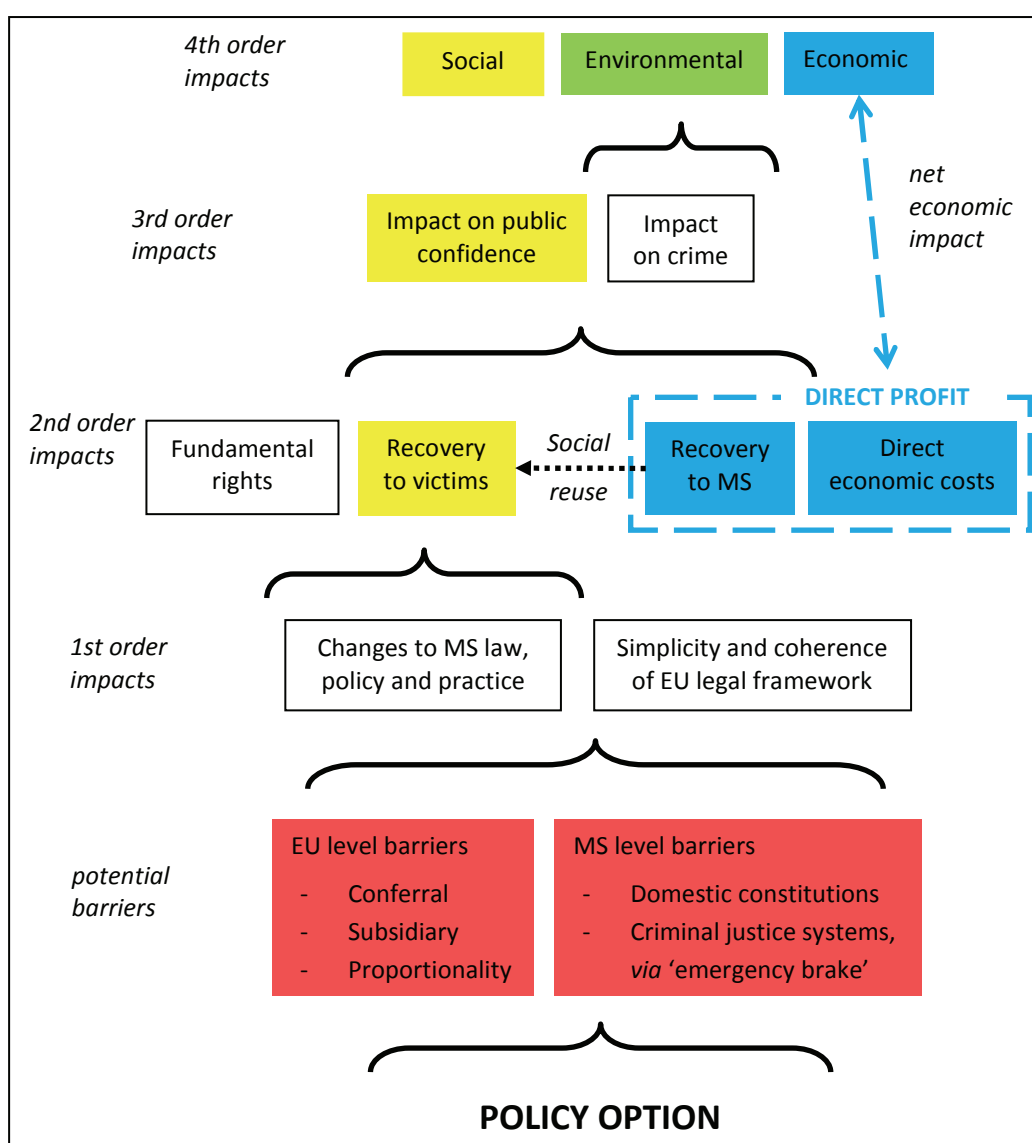 4th order
impacts
Social
Environmental
Economic
net
economic
impact
3rd order
impacts
Impact on public
confidence
Impact
on crime
DIRECT PROFIT
2nd order
impacts
Fundamental
rights
Recovery
to victims
Social
reuse
Recovery
to MS
Direct
economic costs
1st order
impacts
Changes to MS law,
policy and practice
Simplicity and coherence
of EU legal framework
potential
barriers
EU level barriers
- Conferral
- Subsidiary
- Proportionality
MS level barriers
- Domestic constitutions
- Criminal justice systems,
via ‘emergency brake’
POLICY OPTION